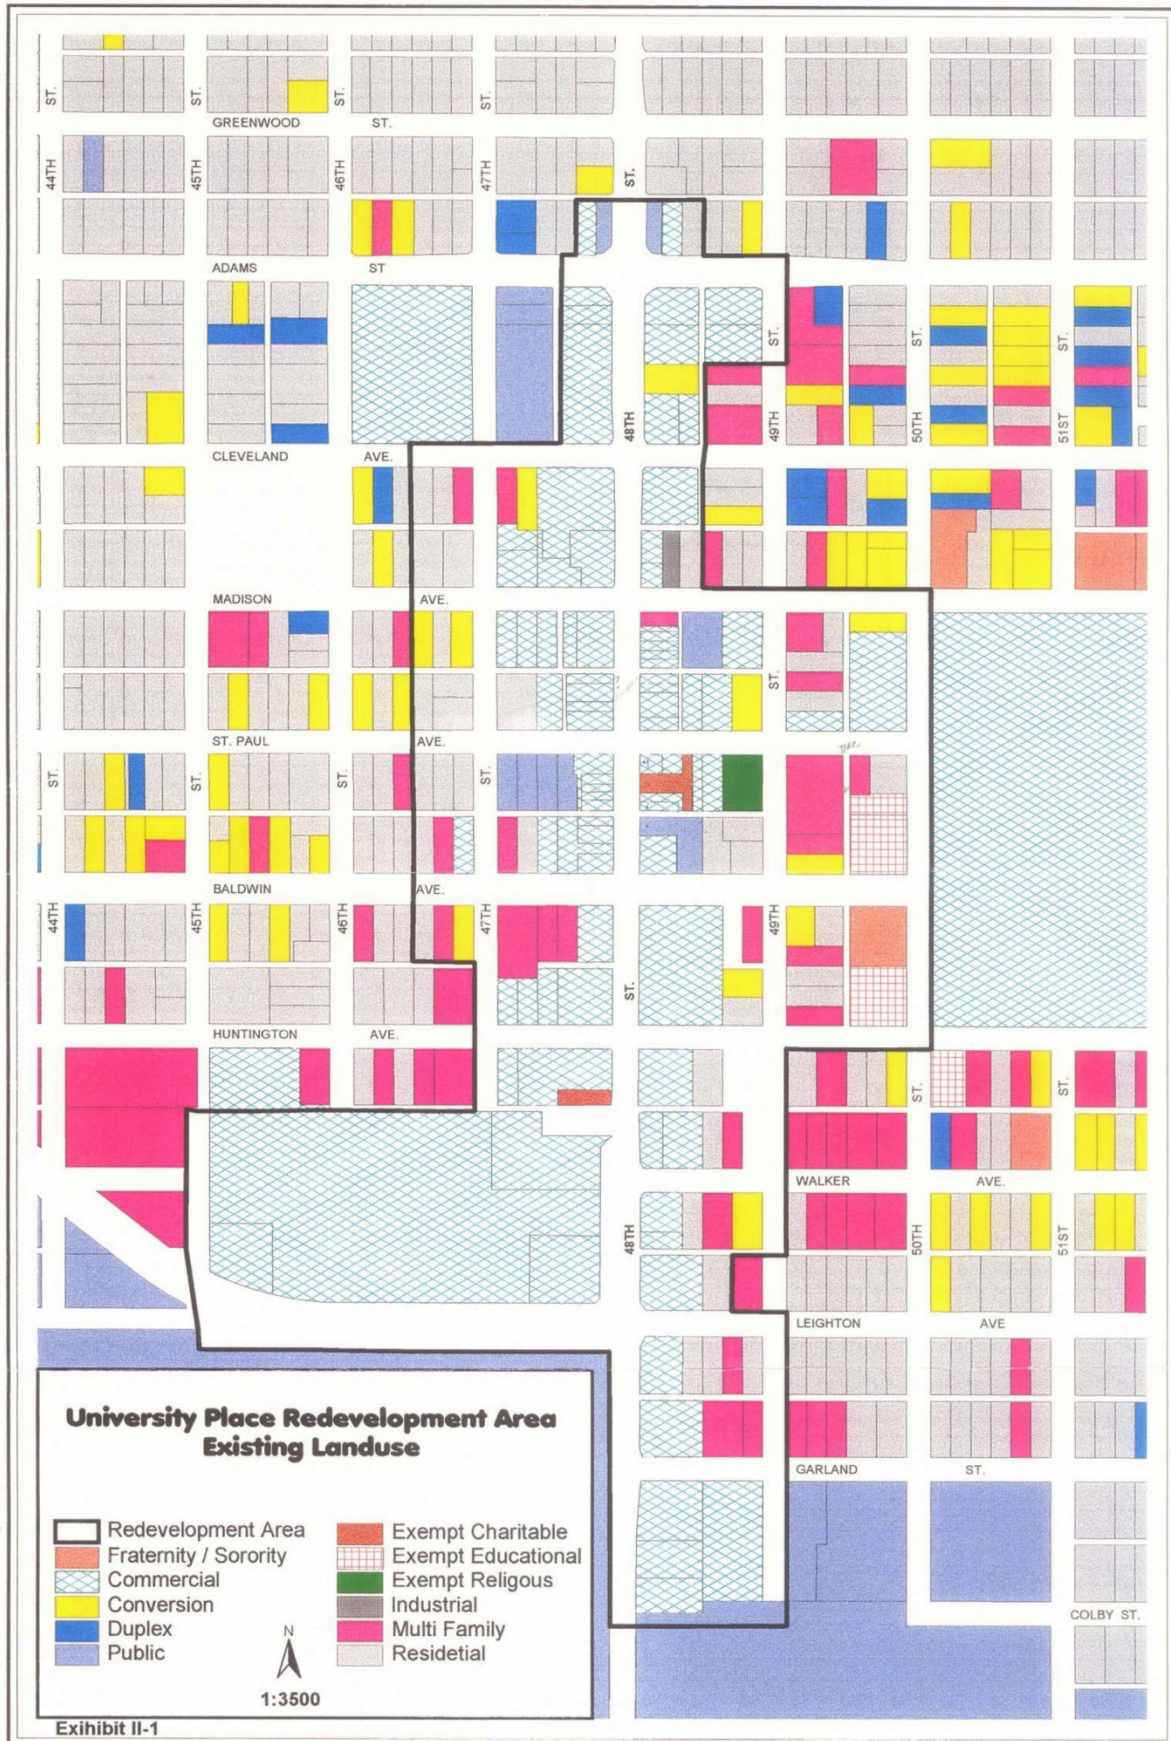 GREENWOOD ST.
ST. ST. ST. ST.
44TH 45TH 46TH 47TH ST.
ADAMS ST
ST. ST. ST.
48TH 49TH 50TH 51ST
CLEVELAND AVE.
MADISON AVE.
ST.
ST. PAUL AVE.
ST. ST. ST. ST.
BALDWIN AVE.
44TH 45TH 46TH 47TH 49TH
ST.
HUNTINGTON AVE.
ST. ST.
WALKER AVE.
48TH 50TH 51ST
LEIGHTON AVE
GARLAND ST.
COLBY ST.
University Place Redevelopment Area
Existing Landuse
Redevelopment Area
Fraternity / Sorority
Commercial
Conversion
Duplex
Public
Exempt Charitable
Exempt Educational
Exempt Religous
Industrial
Multi Family
Residetial
N
1:3500
Exihibit II-1